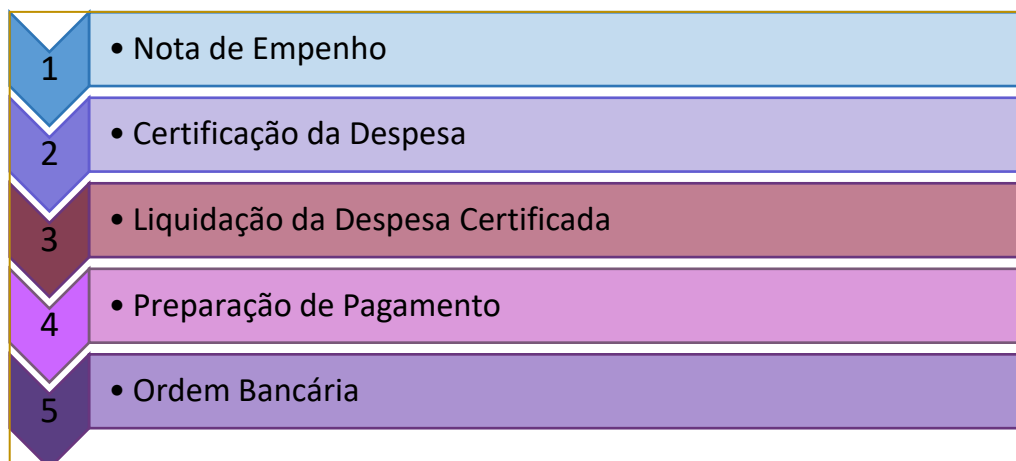 1
• Nota de Empenho
2
• Certificação da Despesa
3
• Liquidação da Despesa Certificada
4
• Preparação de Pagamento
5
• Ordem Bancária